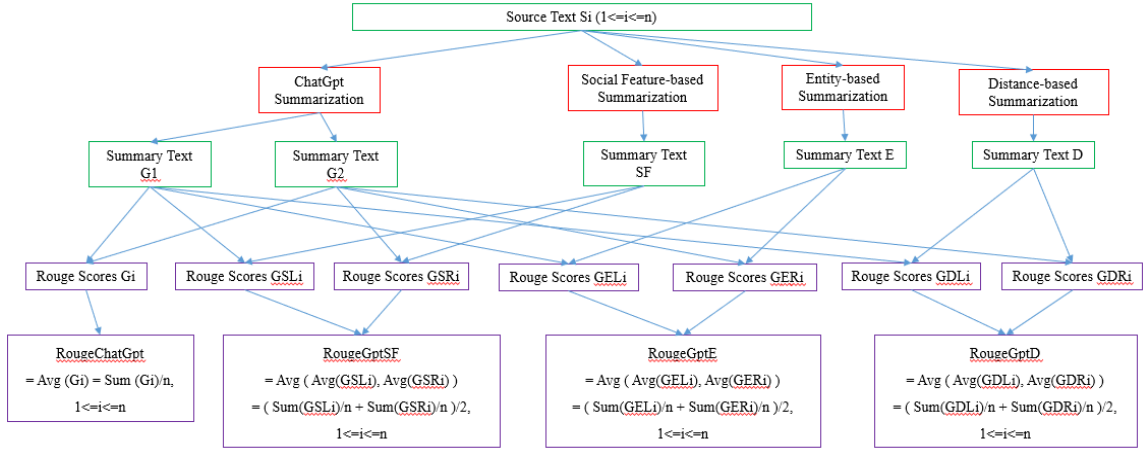 Source Text Si (1<=i<=n)
ChatGpt
Summarization
Social Feature-based
Summarization
Entity-based
Summarization
Distance-based
Summarization
Summary Text
G1
Summary Text
G2
Summary Text
SF
Summary Text E
Summary Text D
Rouge Scores Gi
Rouge Scores GSLi
Rouge Scores GSRi
Rouge Scores GELi
Rouge Scores GERi
Rouge Scores GDLi
Rouge Scores GDRi
RougeChatGpt
= Avg (Gi) = Sum (Gi)/n,
1<=i<=n
RougeGptSF
= Avg ( Avg(GSLi), Avg(GSRi) )
= ( Sum(GSLi)/n + Sum(GSRi)/n )/2,
1<=i<=n
RougeGptE
= Avg ( Avg(GELi), Avg(GERi) )
= ( Sum(GELi)/n + Sum(GERi)/n )/2,
1<=i<=n
RougeGptD
= Avg ( Avg(GDLi), Avg(GDRi) )
= ( Sum(GDLi)/n + Sum(GDRi)/n )/2,
1<=i<=n